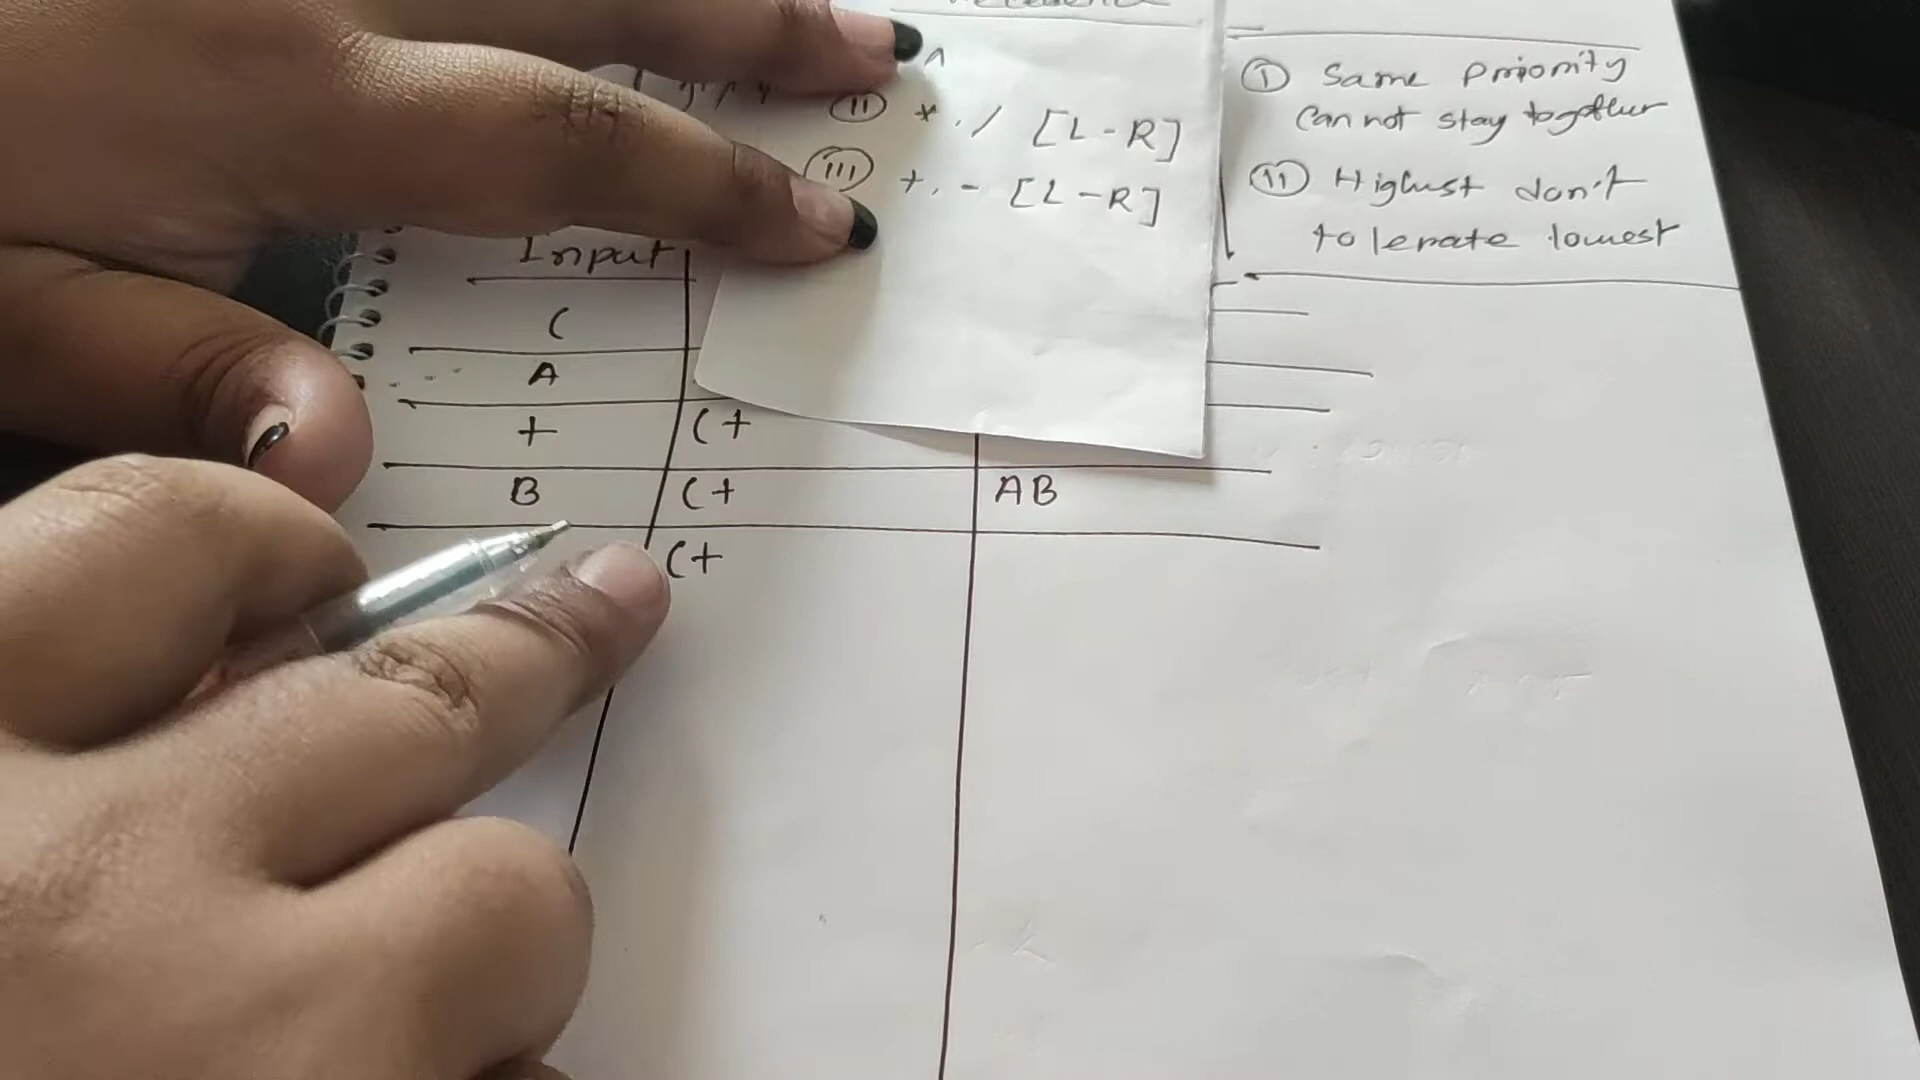 ^
(II) *, / [L-R]
(III) +, - [L-R]
(I) Same Priority
Can not stay together
(II) Highest don't
tolerate lowest
Input
(
A
+ (+
B (+ AB
(+